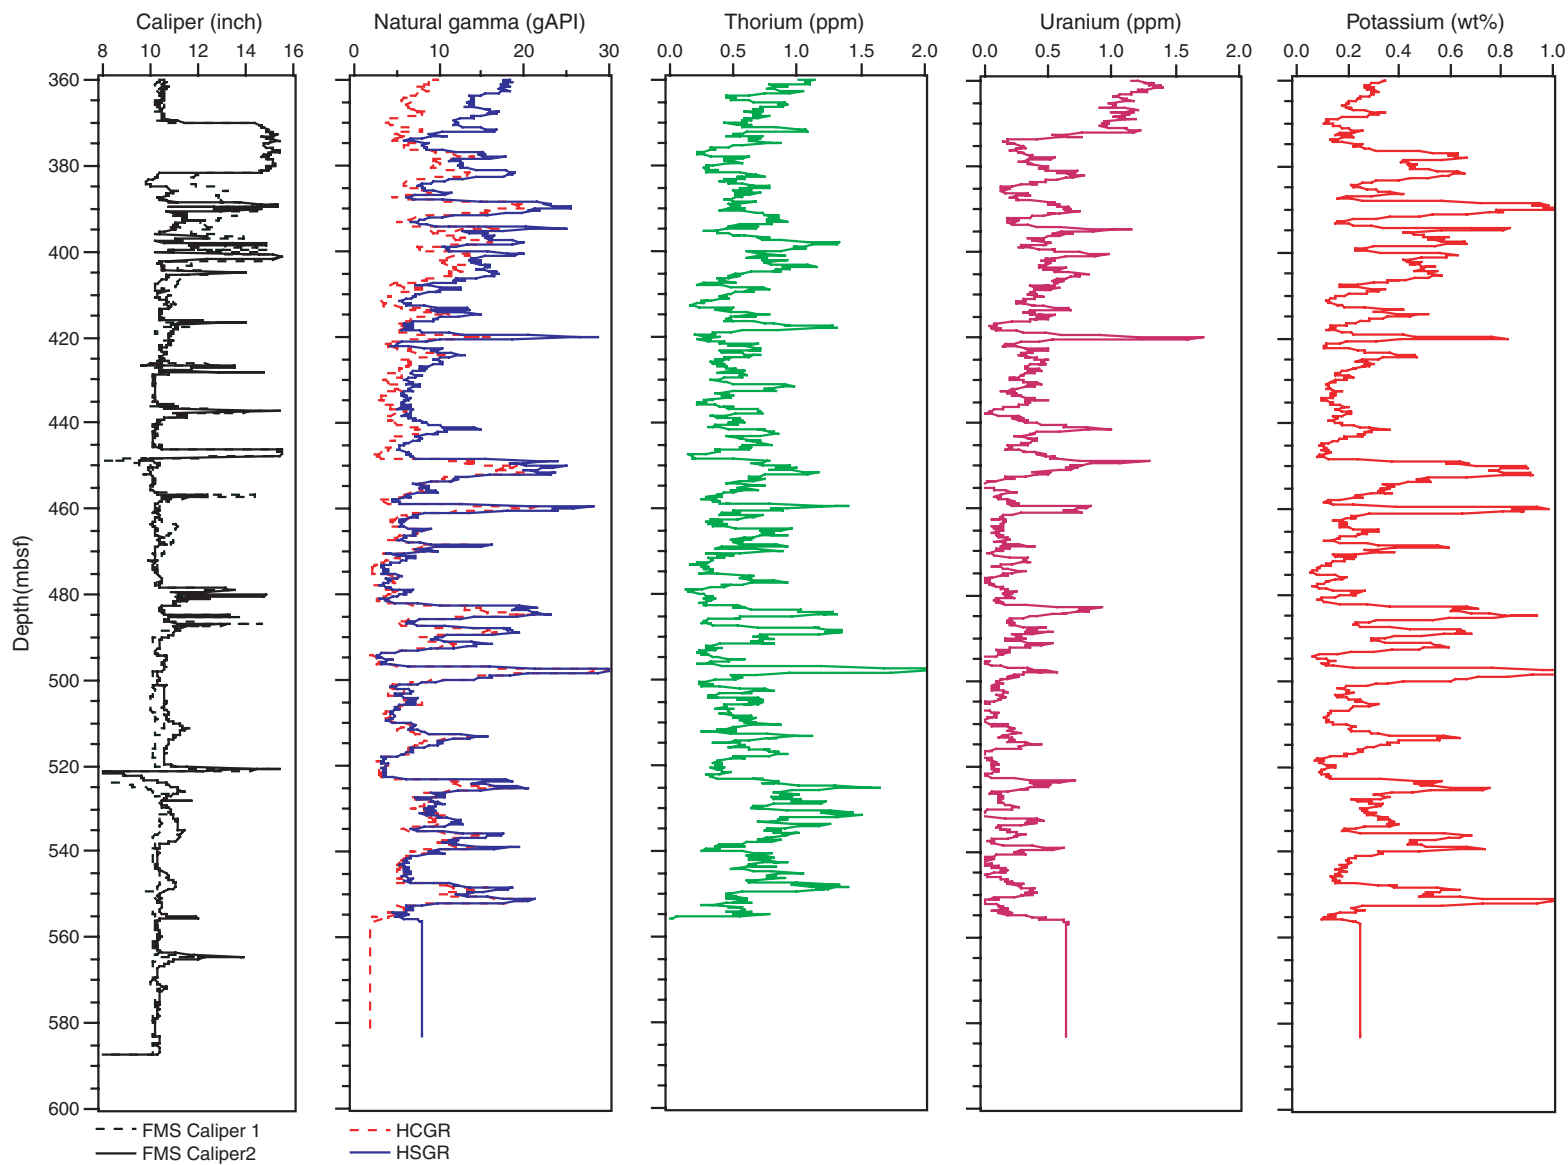 Caliper (inch) Natural gamma (gAPI) Thorium (ppm) Uranium (ppm) Potassium (wt%)
8 10 12 14 16 0 10 20 30 0.0 0.5 1.0 1.5 2.0 0.0 0.5 1.0 1.5 2.0 0.0 0.2 0.4 0.6 0.8 1.0
360
380
400
420
440
460
480
500
520
540
560
580
600
Depth(mbsf)
FMS Caliper 1 HCGR
FMS Caliper2 HSGR